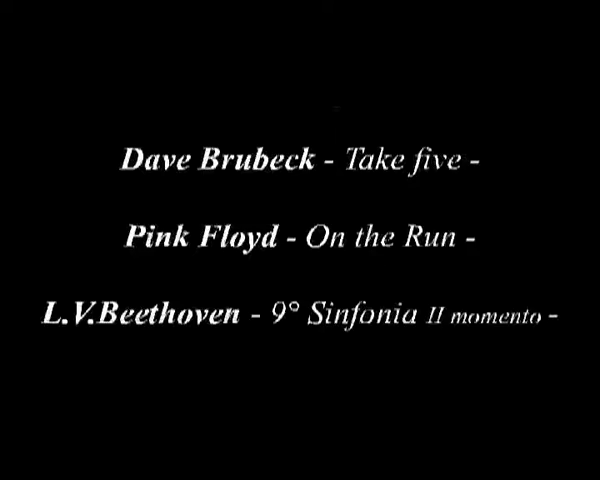 Dave Brubeck - Take five -
Pink Floyd - On the Run -
L.V.Beethoven - 9° Sinfonia II momento -